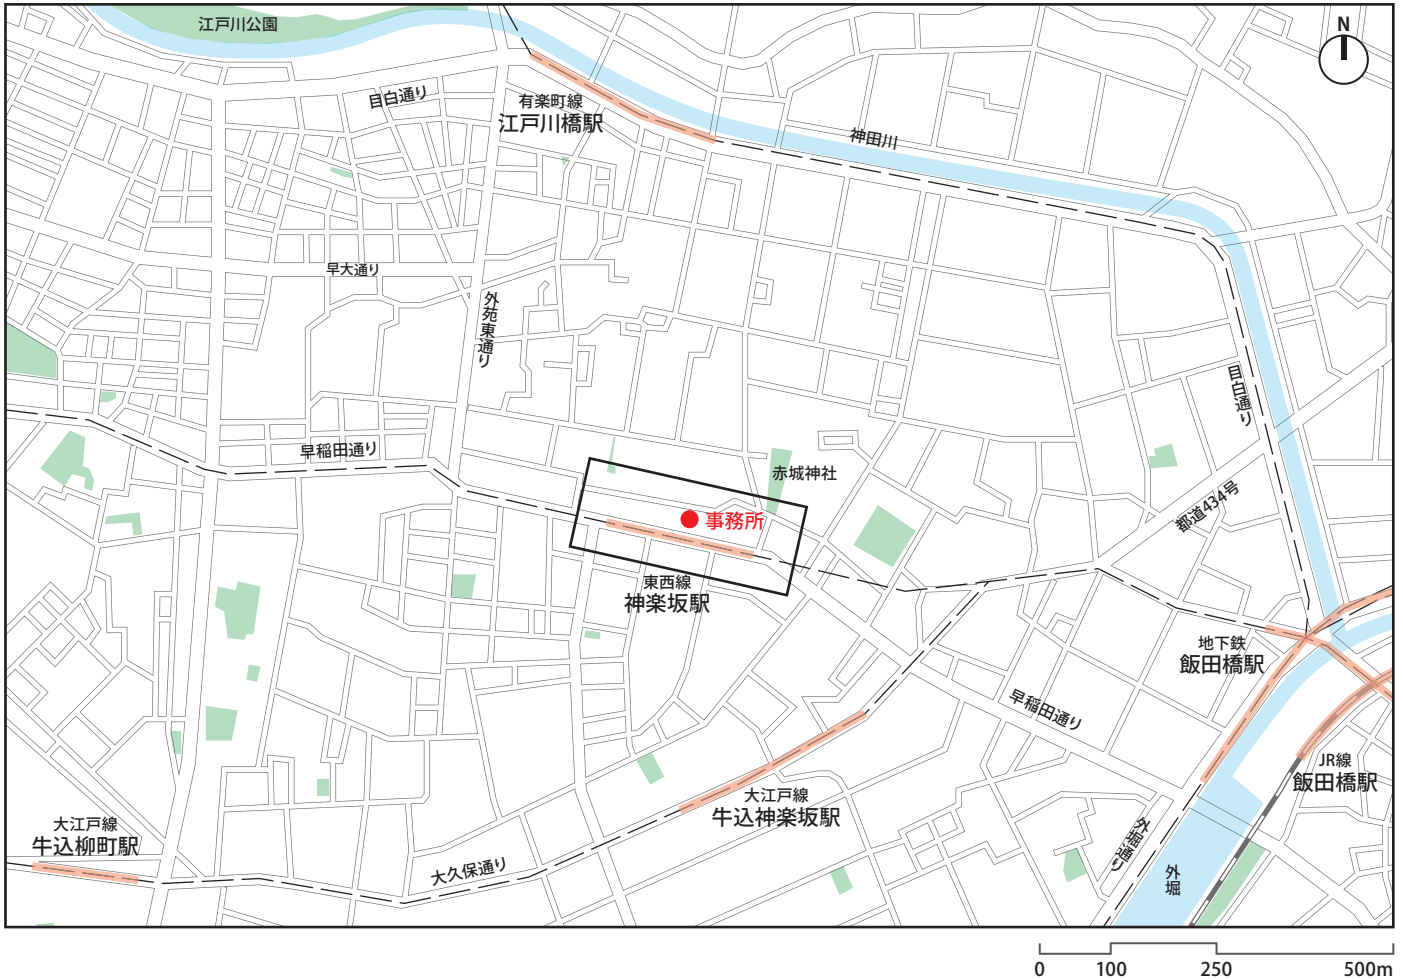 江戸川公園
N
目白通り
有楽町線
江戸川橋駅
神田川
早大通り
外苑東通り
目白通り
早稲田通り
赤城神社
都道434号
事務所
東西線
神楽坂駅
地下鉄
飯田橋駅
早稲田通り
JR線
飯田橋駅
大江戸線
牛込神楽坂駅
大江戸線
牛込柳町駅
外堀通り
大久保通り
外堀
0 100 250 500m